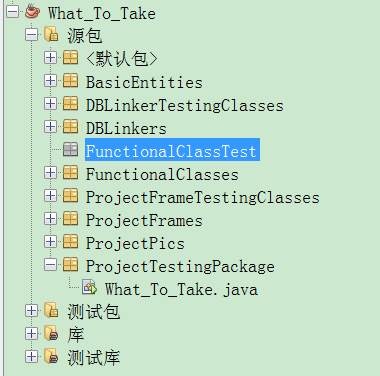 What_To_Take
源包
<默认包>
BasicEntities
DBLinkerTestingClasses
DBLinkers
FunctionalClassTest
FunctionalClasses
ProjectFrameTestingClasses
ProjectFrames
ProjectPics
ProjectTestingPackage
What_To_Take.java
测试包
库
测试库